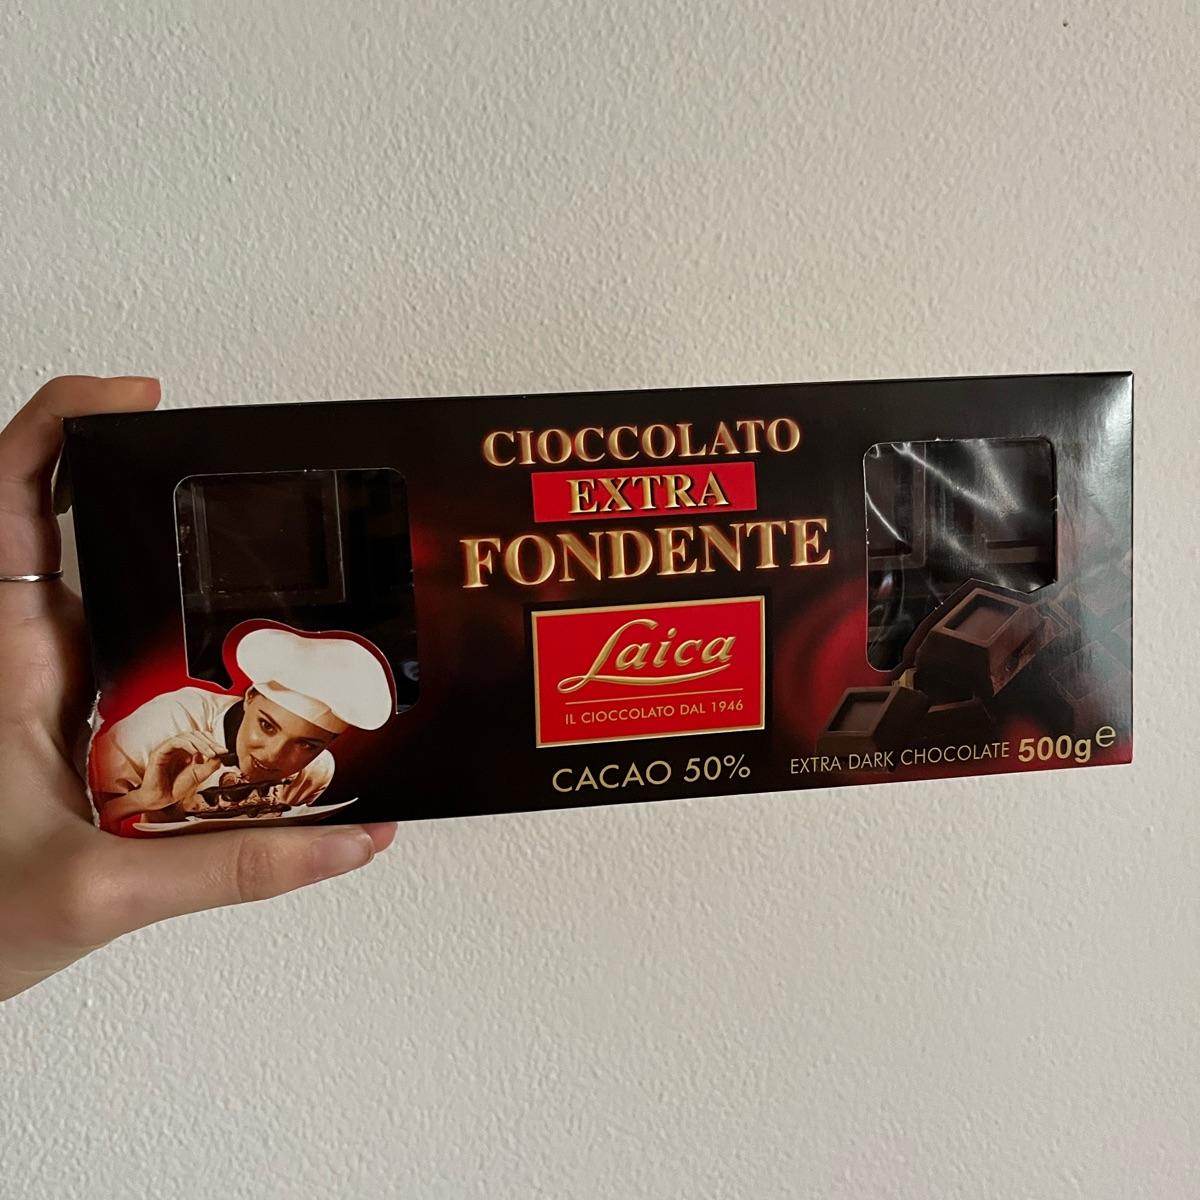 CIOCCOLATO
EXTRA
FONDENTE
Laica
IL CIOCCOLATO DAL 1946
CACAO 50%
EXTRA DARK CHOCOLATE 500g e